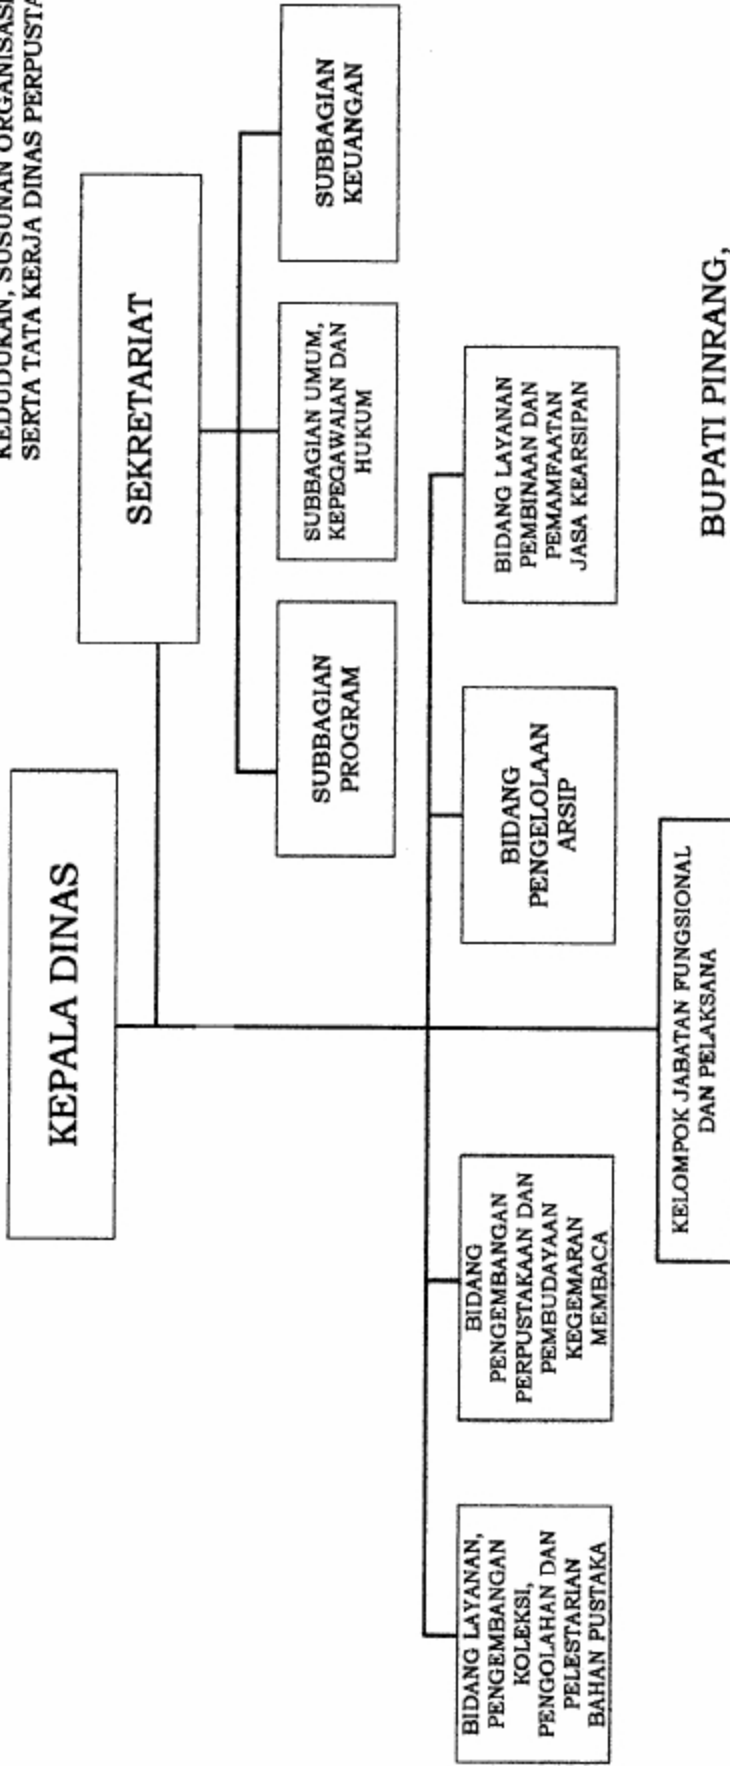 KEDUDUKAN, SUSUNAN ORGANISASI
SERTA TATA KERJA DINAS
KEPALA DINAS
SEKRETARIAT
SUBBAGIAN
PROGRAM
SUBBAGIAN UMUM,
KEPEGAWAIAN DAN
HUKUM
SUBBAGIAN
KEUANGAN
BIDANG LAYANAN,
PENGEMBANGAN
KOLEKSI,
PENGOLAHAN DAN
PELESTARIAN
BAHAN PUSTAKA
BIDANG
PENGEMBANGAN
PERPUSTAKAAN DAN
PEMBUDAYAAN
KEGEMARAN
MEMBACA
BIDANG
PENGELOLAAN
ARSIP
BIDANG LAYANAN
PEMBINAAN DAN
PEMAMFAATAN
JASA KEARSIPAN
KELOMPOK JABATAN FUNGSIONAL
DAN PELAKSANA
BUPATI PINRANG,